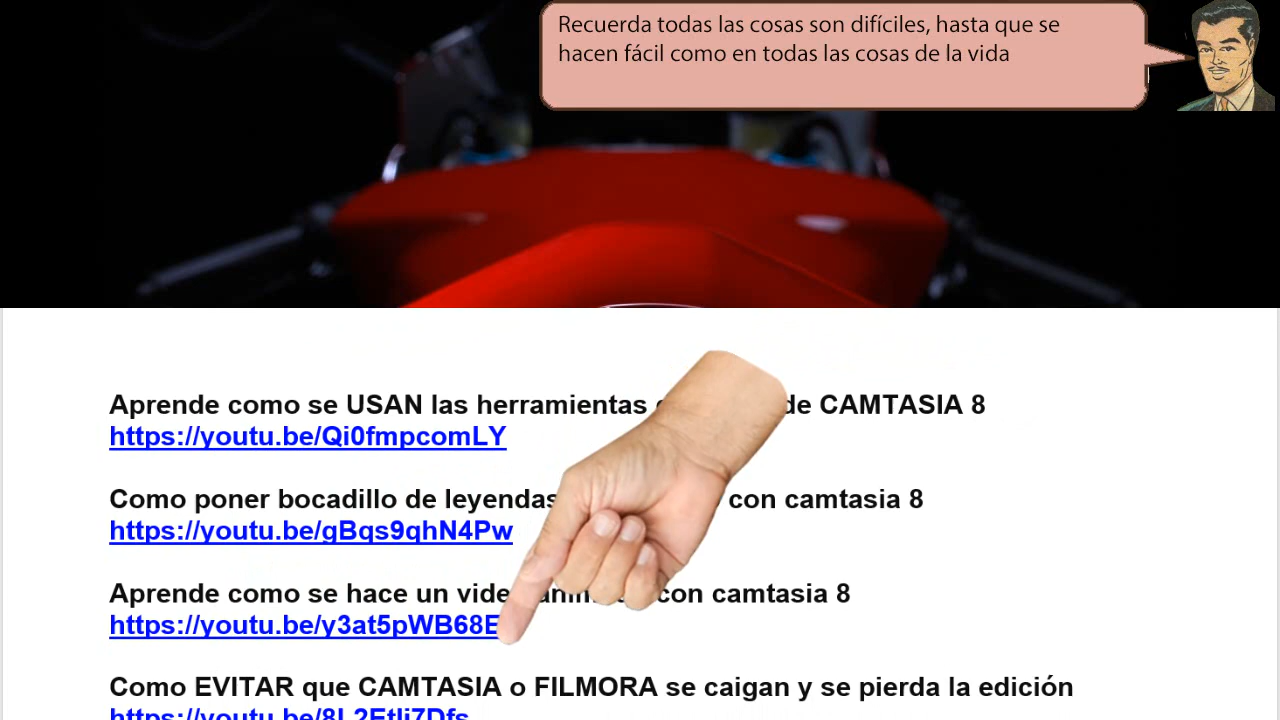 Recuerda todas las cosas son difíciles, hasta que se
hacen fácil como en todas las cosas de la vida
Aprende como se USAN las herramientas de CAMTASIA 8
https://youtu.be/Qi0fmpcomLY
Como poner bocadillo de leyendas con camtasia 8
https://youtu.be/gBqs9qhN4Pw
Aprende como se hace un con camtasia 8
https://youtu.be/y3at5pWB68E
Como EVITAR que CAMTASIA o FILMORA se caigan y se pierda la edición